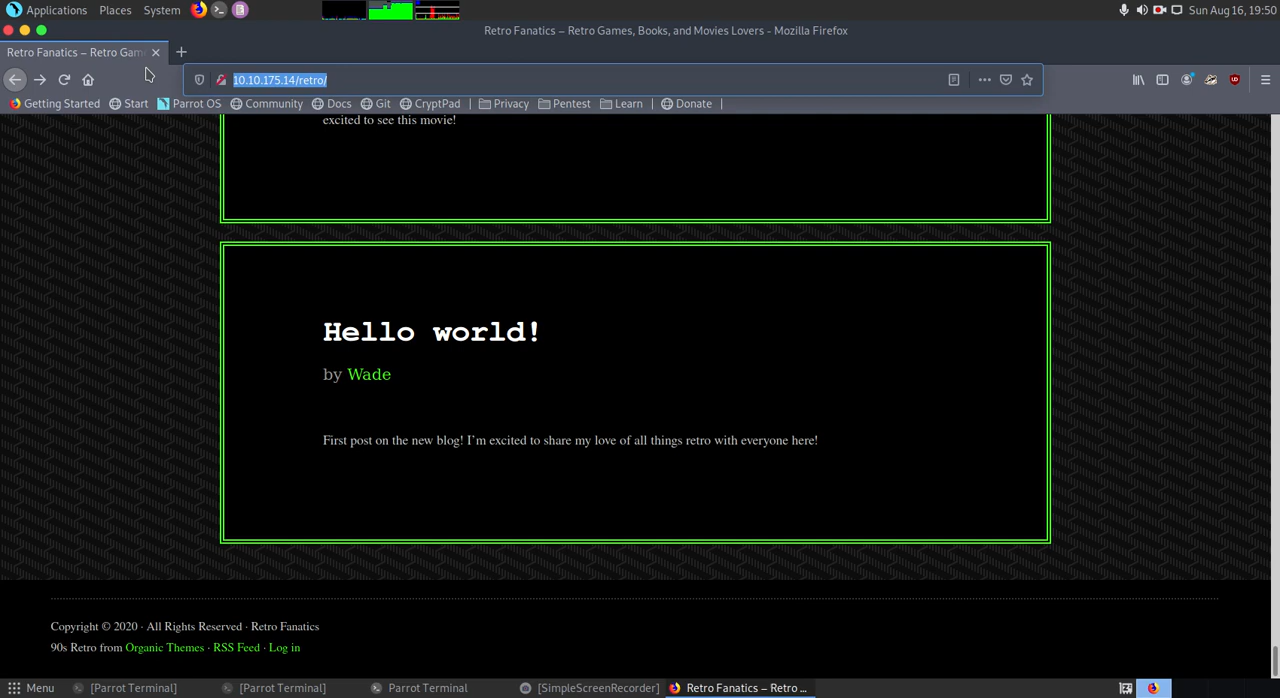 Applications Places System Sun Aug 16, 19:50
Retro Fanatics – Retro Games, Books, and Movies Lovers - Mozilla Firefox
Retro Fanatics – Retro Gam
10.10.175.14/retro/
Getting Started Start Parrot OS Community Docs Git CryptPad Privacy Pentest Learn Donate
excited to see this movie!
Hello world!
by Wade
First post on the new blog! I’m excited to share my love of all things retro with everyone here!
Copyright © 2020 · All Rights Reserved · Retro Fanatics
90s Retro from Organic Themes · RSS Feed · Log in
Menu [Parrot Terminal] [Parrot Terminal] Parrot Terminal [SimpleScreenRecorder] Retro Fanatics – Retro ...